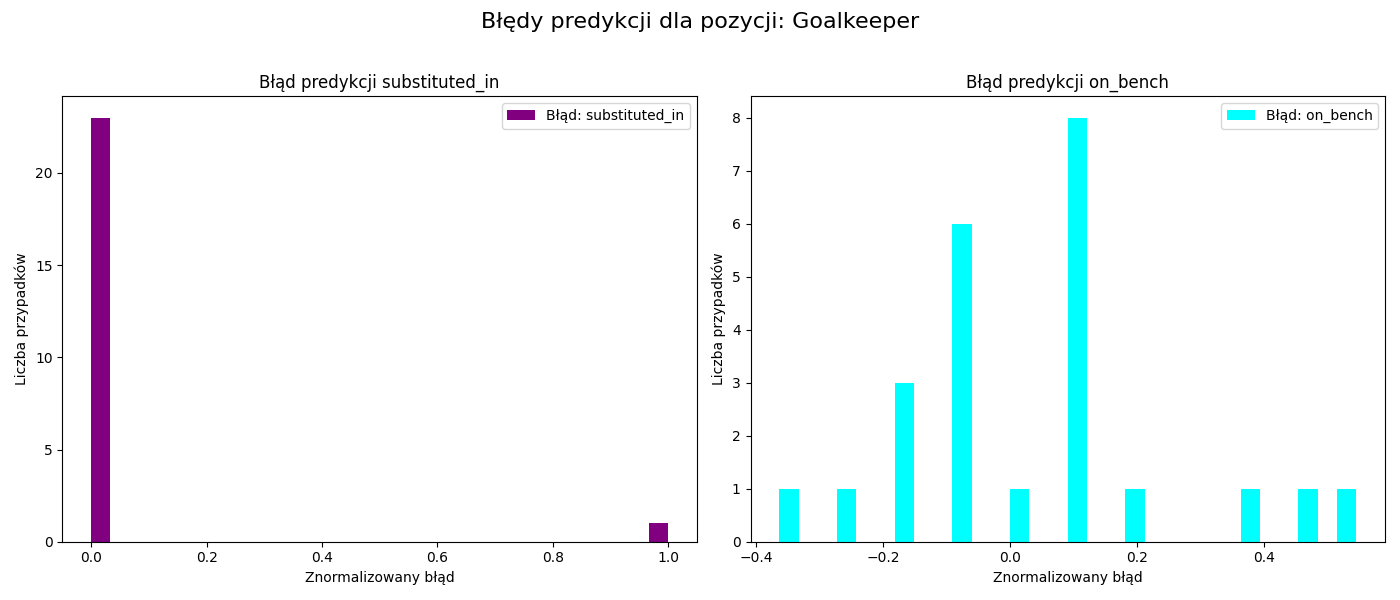 Błędy predykcji dla pozycji: Goalkeeper
Błąd predykcji substituted_in
Błąd: substituted_in
Liczba przypadków
20
15
10
5
0
0.0 0.2 0.4 0.6 0.8 1.0
Znormalizowany błąd
Błąd predykcji on_bench
Błąd: on_bench
Liczba przypadków
8
7
6
5
4
3
2
1
0
−0.4 −0.2 0.0 0.2 0.4
Znormalizowany błąd